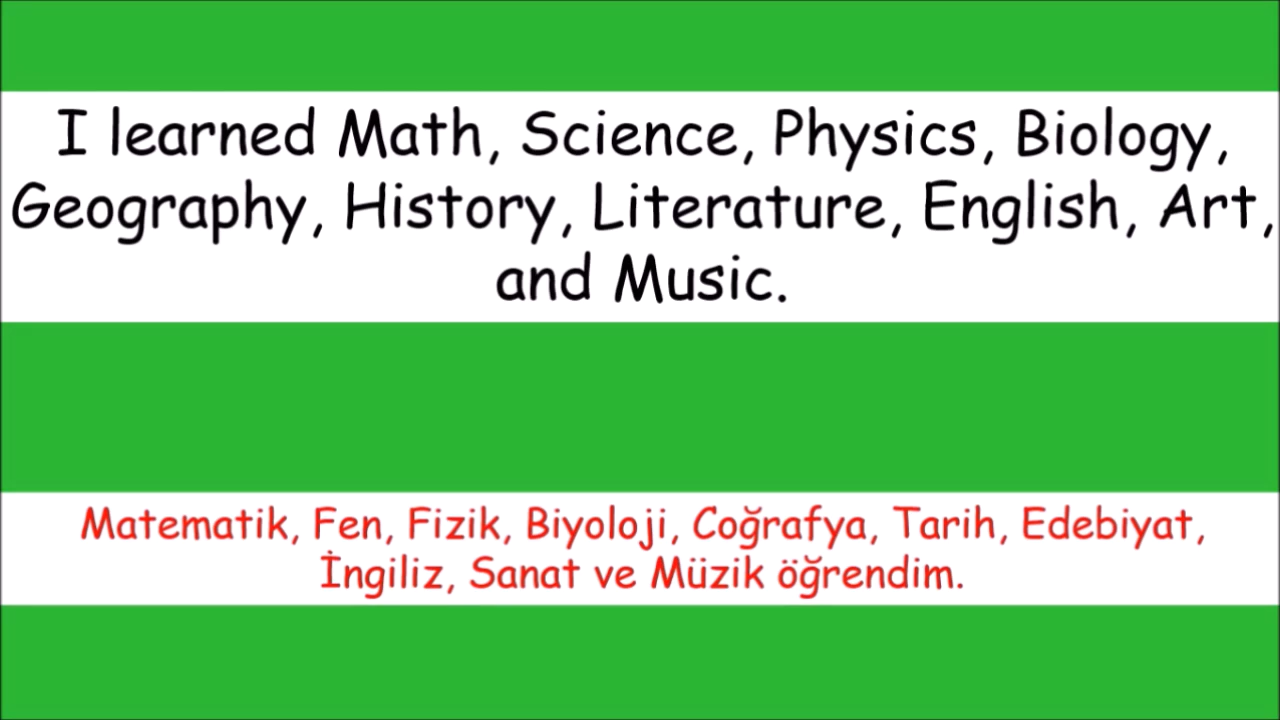 I learned Math, Science, Physics, Biology,
Geography, History, Literature, English, Art,
and Music.
Matematik, Fen, Fizik, Biyoloji, Coğrafya, Tarih, Edebiyat,
İngiliz, Sanat ve Müzik öğrendim.